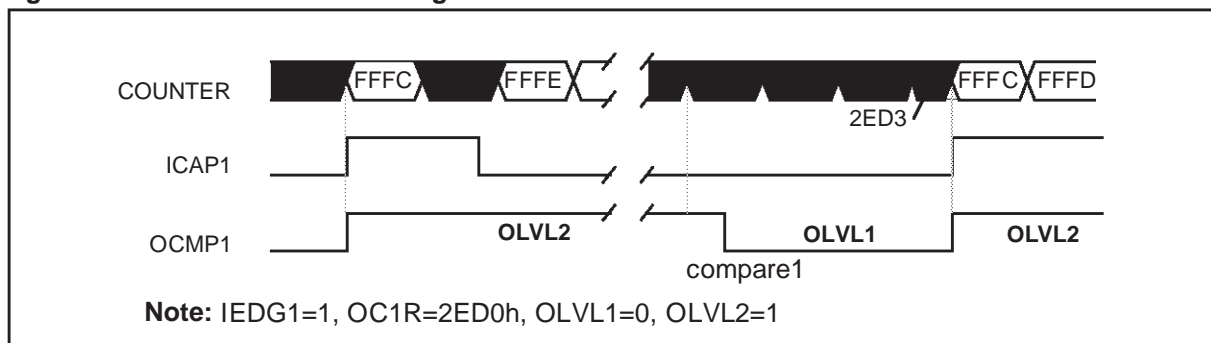 COUNTER FFFC FFFE FFFC FFFD
2ED3
ICAP1
OCMP1 OLVL2 OLVL1 OLVL2
compare1
Note: IEDG1=1, OC1R=2ED0h, OLVL1=0, OLVL2=1